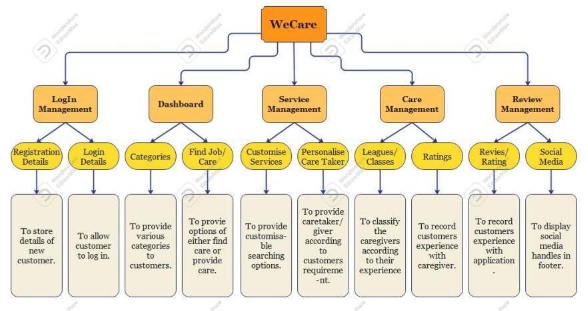 WeCare
LogIn
Management
Dashboard
Service
Management
Care
Management
Review
Management
Registration
Details
Login
Details
Categories
Find Job/
Care
Customise
Services
Personalise
Care Taker
Leagues/
Classes
Ratings
Revies/
Rating
Social
Media
To store
details of
new
customer.
To allow
customer
to log in.
To provide
various
categories
to
customers.
To provie
options of
either find
care or
provide
care.
To provide
customisa-
ble
searching
options.
To provide
caretaker/
giver
according
to
customers
requireme
-nt.
To classify
the
caregivers
according
to their
experience
To record
customers
experience
with
caregiver.
To record
customers
experience
with
application
.
To display
social
media
handles in
footer.